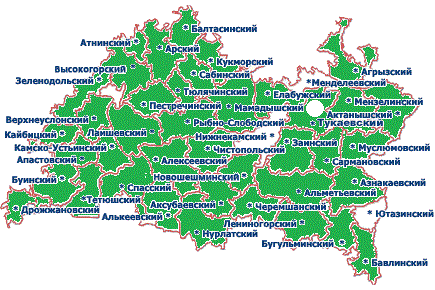 Балтасинский
Атнинский
Арский
Кукморский
Высокогорский
Сабинский
Агрызский
Зеленодольский
Менделеевский
Тюлячинский
Елабужский
Мензелинский
Пестречинский
Мамадышский
Актанышский
Верхнеуслонский
Рыбно-Слободский
Тукаевский
Кайбицкий
Лаишевский
Нижнекамский
Заинский
Камско-Устьинский
Чистопольский
Муслюмовский
Апастовский
Алексеевский
Сармановский
Буинский
Новошешминский
Азнакаевский
Спасский
Альметьевский
Тетюшский
Аксубаевский
Черемшанский
Дрожжановский
Алькеевский
Ютазинский
Лениногорский
Нурлатский
Бугульминский
Бавлинский